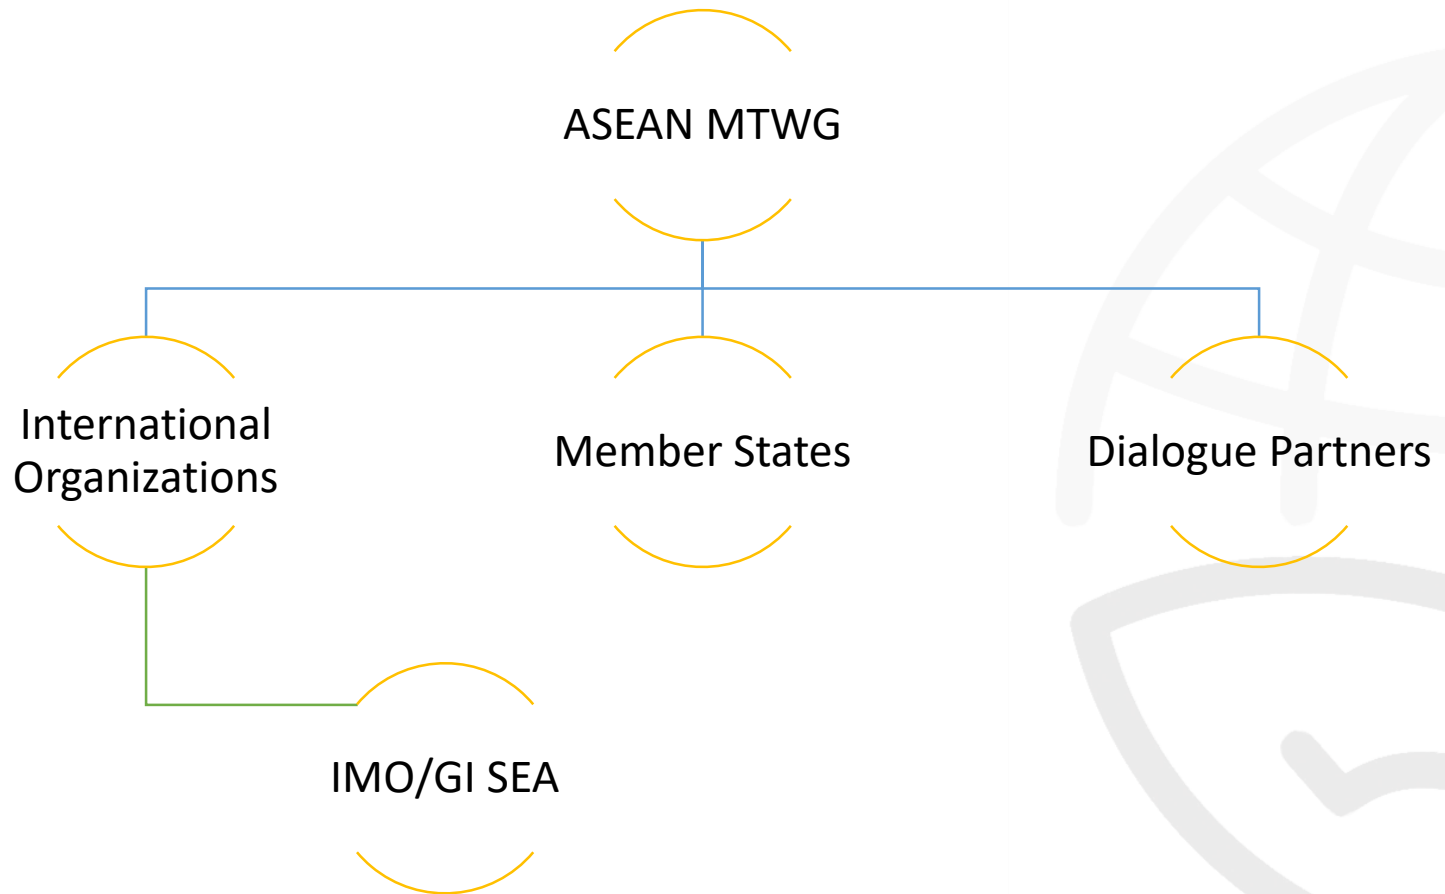 ASEAN MTWG
International
Organizations
Member States
Dialogue Partners
IMO/GI SEA